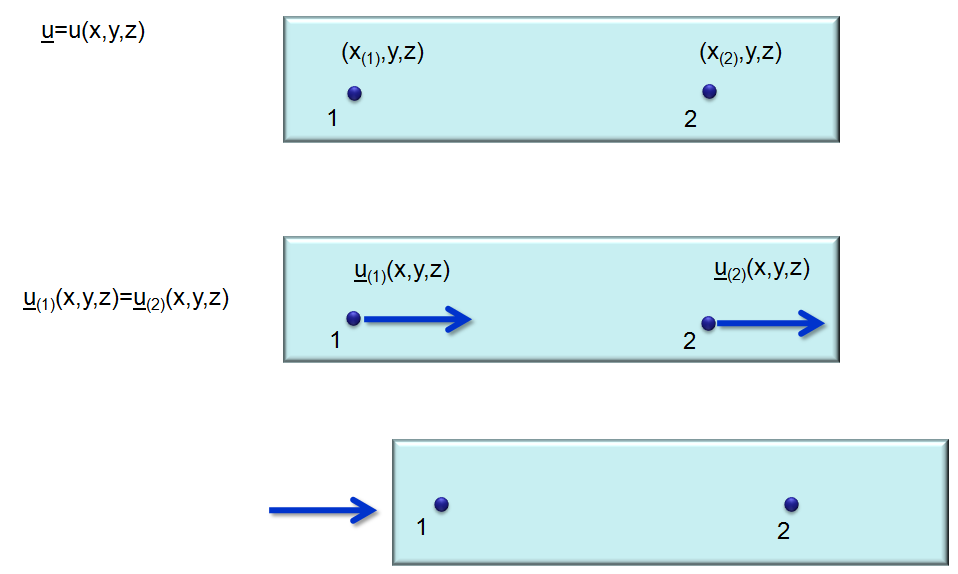 u=u(x,y,z)
(x(1),y,z)
(x(2),y,z)
1
2
u(1)(x,y,z)
u(2)(x,y,z)
u(1)(x,y,z)=u(2)(x,y,z)
1
2
1
2